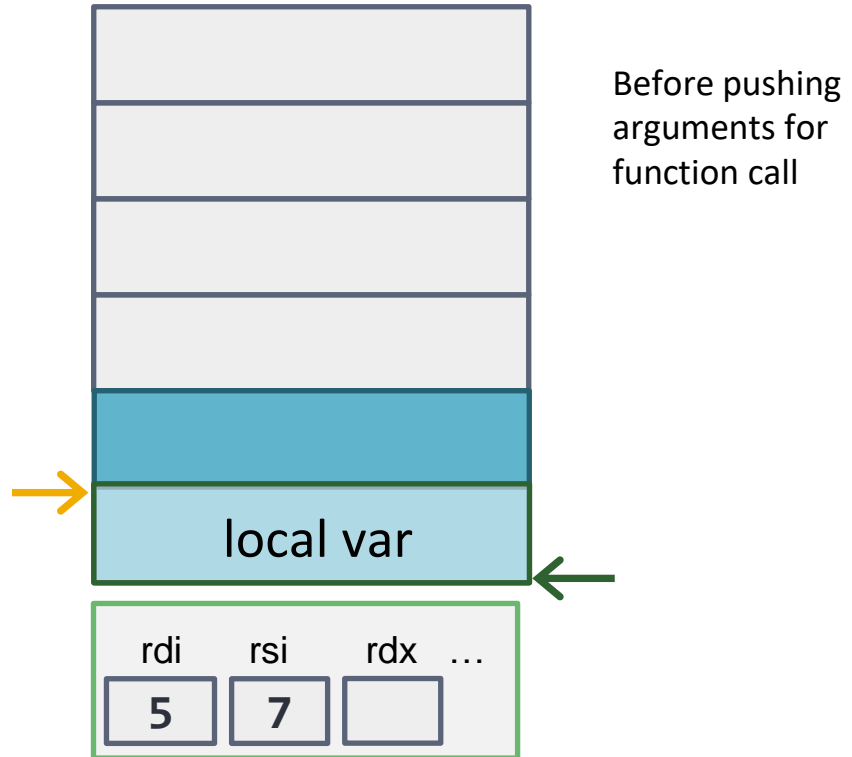 Before pushing
arguments for
function call
local var
rdi rsi rdx …
5 7